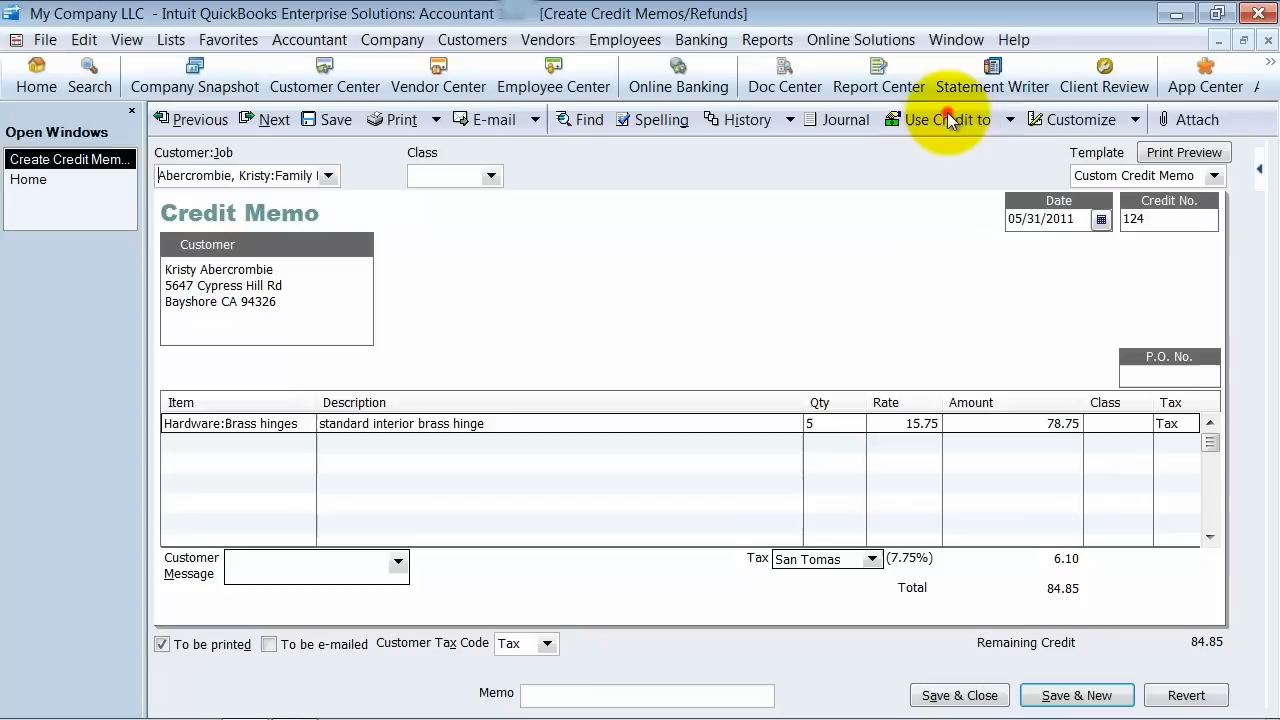 My Company LLC - Intuit QuickBooks Enterprise Solutions: Accountant [Create Credit Memos/Refunds]
File Edit View Lists Favorites Accountant Company Customers Vendors Employees Banking Reports Online Solutions Window Help
Home Search Company Snapshot Customer Center Vendor Center Employee Center Online Banking Doc Center Report Center Statement Writer Client Review App Center
Open Windows
Create Credit Mem...
Home
Previous Next Save Print E-mail Find Spelling History Journal Use Credit to Customize Attach
Customer:Job Class Template Print Preview
Abercrombie, Kristy:Family Custom Credit Memo
Credit Memo
Date Credit No.
05/31/2011 124
Customer
Kristy Abercrombie
5647 Cypress Hill Rd
Bayshore CA 94326
P.O. No.
Item Description Qty Rate Amount Class Tax
Hardware:Brass hinges standard interior brass hinge 5 15.75 78.75 Tax
Customer Message
Tax San Tomas (7.75%) 6.10
Total 84.85
To be printed To be e-mailed Customer Tax Code Tax Remaining Credit 84.85
Memo Save & Close Save & New Revert